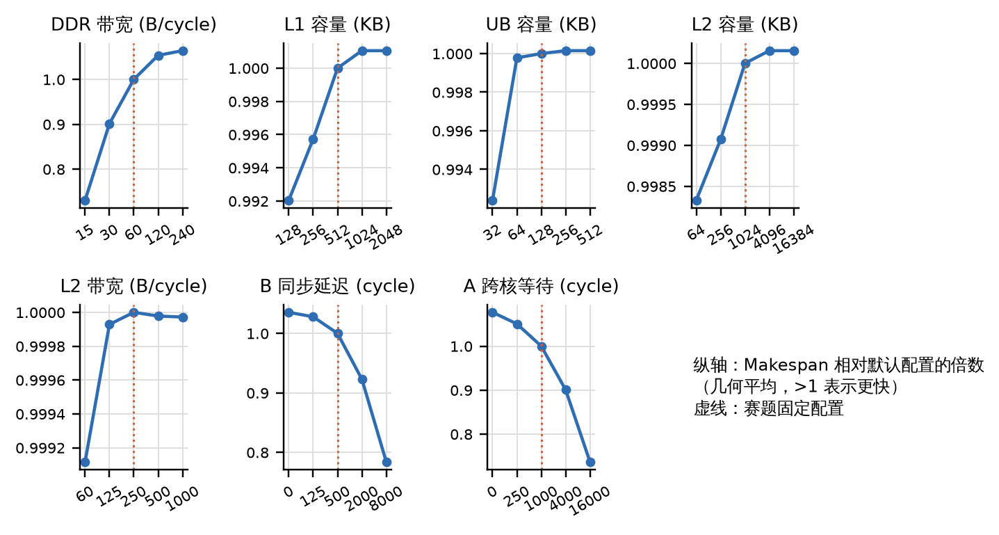 DDR 带宽 (B/cycle)
1.0
0.9
0.8
15 30 60 120 240
L1 容量 (KB)
1.000
0.998
0.996
0.994
0.992
128 256 512 1024 2048
UB 容量 (KB)
1.000
0.998
0.996
0.994
32 64 128 256 512
L2 容量 (KB)
1.0000
0.9995
0.9990
0.9985
64 256 1024 4096 16384
L2 带宽 (B/cycle)
1.0000
0.9998
0.9996
0.9994
0.9992
60 125 250 500 1000
B 同步延迟 (cycle)
1.0
0.9
0.8
0 125 500 2000 8000
A 跨核等待 (cycle)
1.0
0.9
0.8
0 250 1000 4000 16000
纵轴：Makespan 相对默认配置的倍数
（几何平均，>1 表示更快）
虚线：赛题固定配置